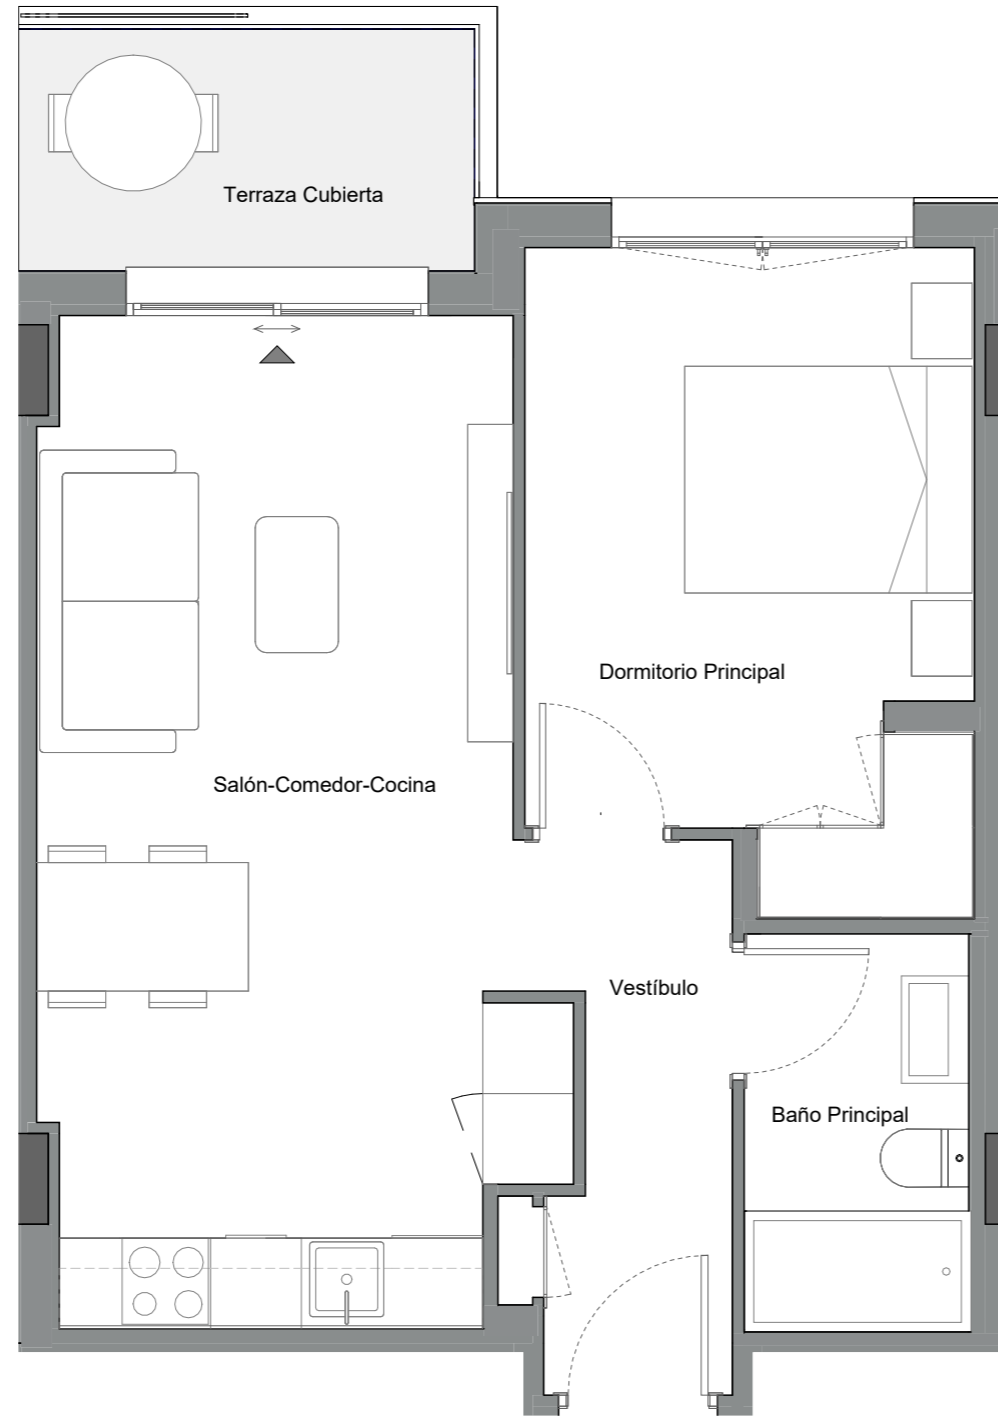 Terraza Cubierta
Dormitorio Principal
Salón-Comedor-Cocina
Vestíbulo
Baño Principal